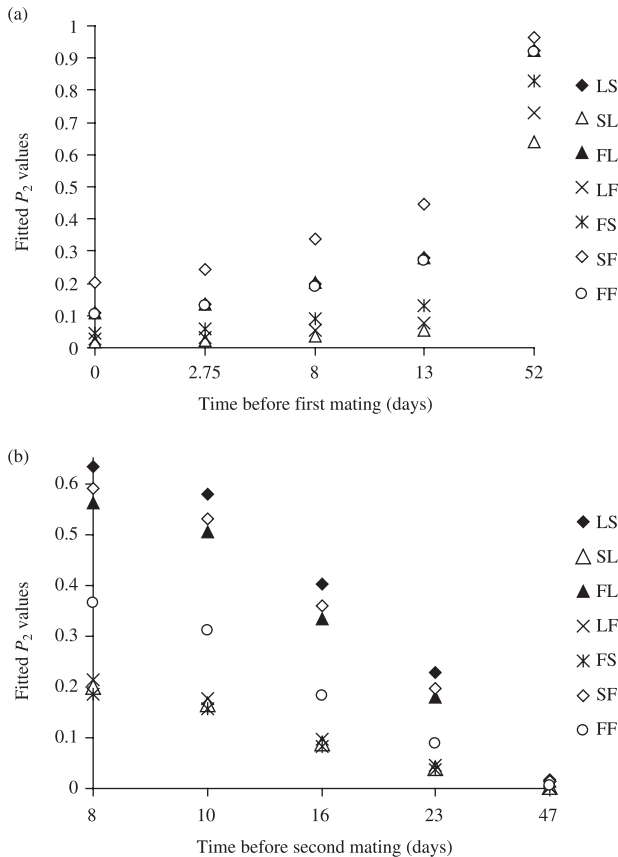 (a)
1
0.9
0.8
0.7
0.6
0.5
0.4
0.3
0.2
0.1
0
Fitted P2 values
0 2.75 8 13 52
Time before first mating (days)
LS
SL
FL
LF
FS
SF
FF
(b)
0.6
0.5
0.4
0.3
0.2
0.1
0
Fitted P2 values
8 10 16 23 47
Time before second mating (days)
LS
SL
FL
LF
FS
SF
FF